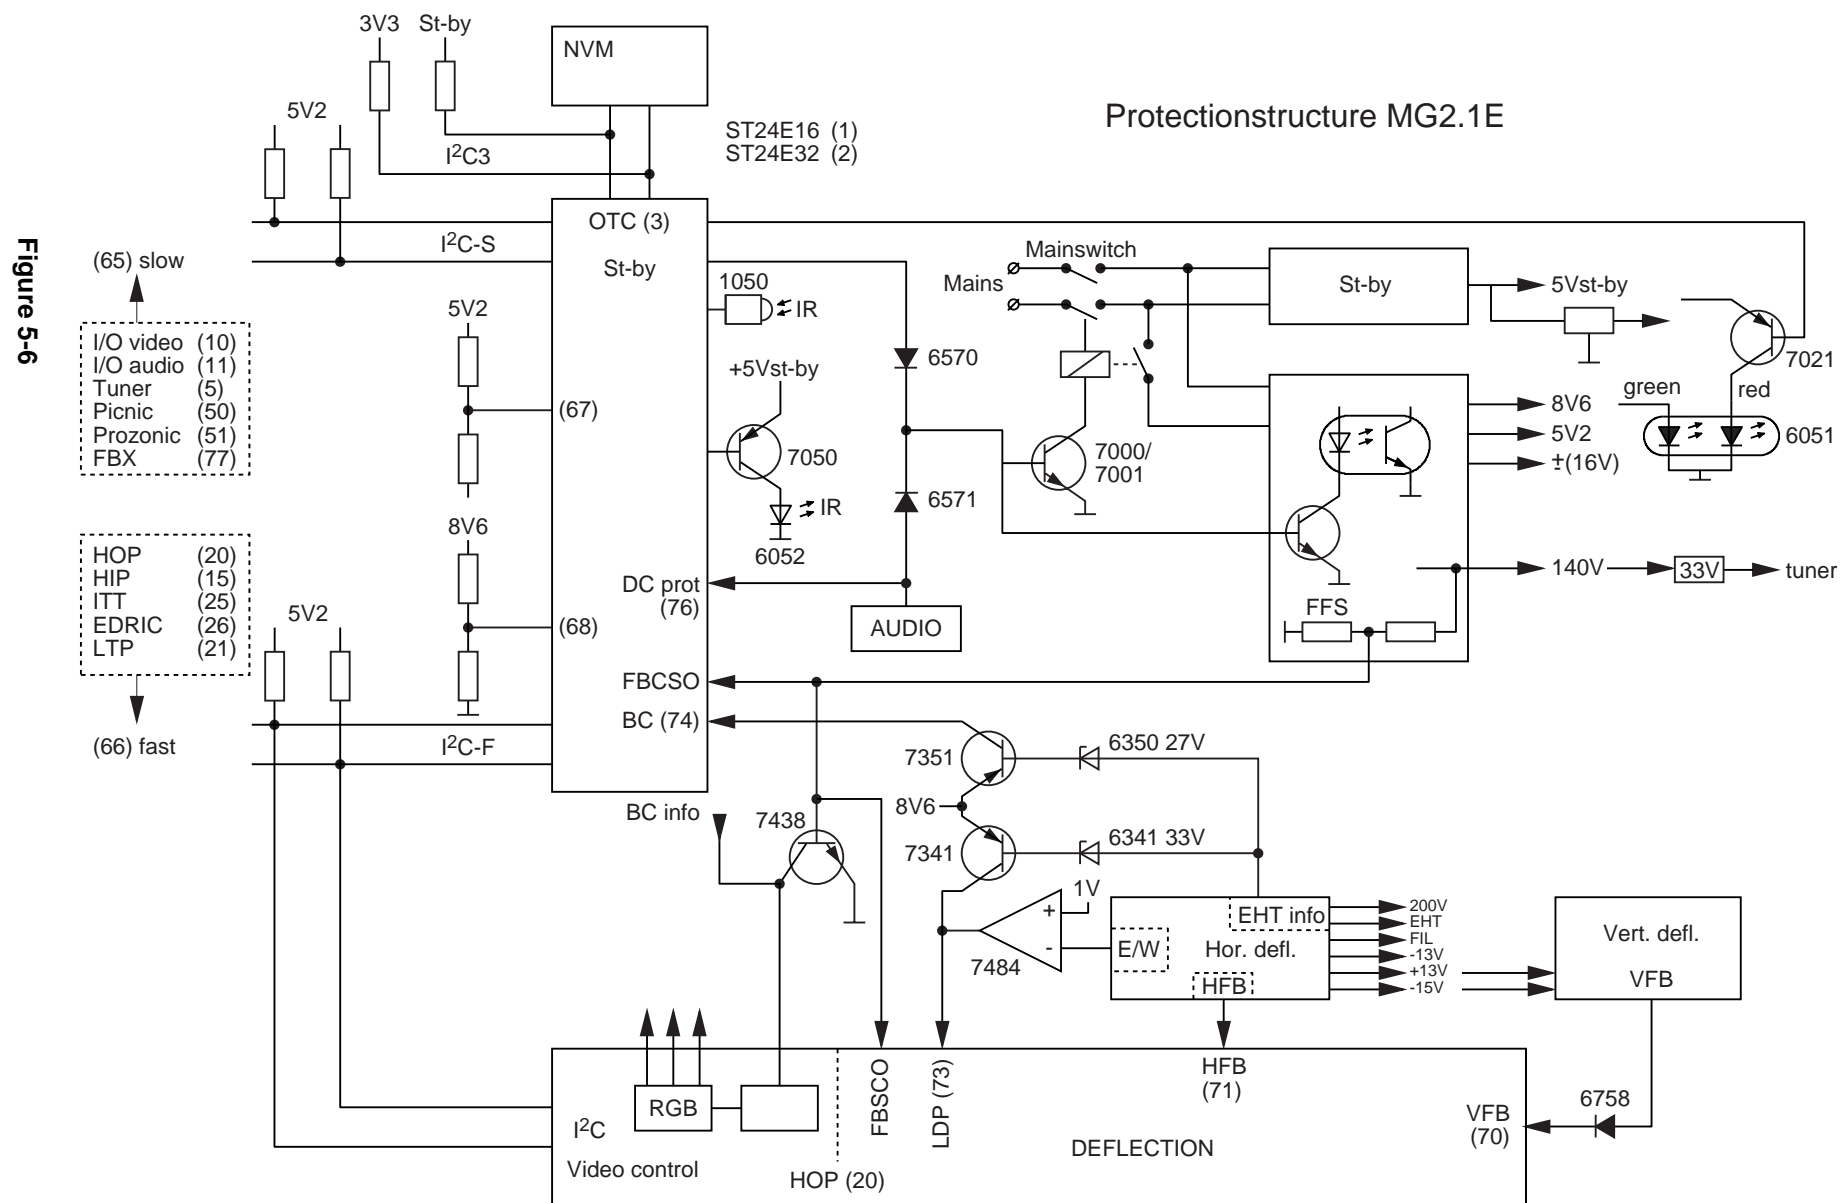 Figure 5-6
Protectionstructure MG2.1E
3V3
St-by
NVM
5V2
I²C3
ST24E16 (1)
ST24E32 (2)
OTC (3)
I²C-S
St-by
(65) slow
I/O video (10)
I/O audio (11)
Tuner (5)
Picnic (50)
Prozonic (51)
FBX (77)
5V2
(67)
1050
IR
+5Vst-by
7050
IR
6052
6570
6571
Mainswitch
Mains
7000/
7001
St-by
5Vst-by
7021
green
red
6051
8V6
5V2
±(16V)
140V
33V
tuner
FFS
HOP (20)
HIP (15)
ITT (25)
EDRIC (26)
LTP (21)
(66) fast
5V2
8V6
(68)
DC prot
(76)
AUDIO
FBCSO
BC (74)
I²C-F
BC info
7438
7351
6350 27V
8V6
7341
6341 33V
1V
+
-
7484
E/W
EHT info
Hor. defl.
HFB
200V
EHT
FIL
-13V
+13V
-15V
Vert. defl.
VFB
6758
RGB
I²C
Video control
HOP (20)
FBSCO
LDP (73)
HFB
(71)
DEFLECTION
VFB
(70)